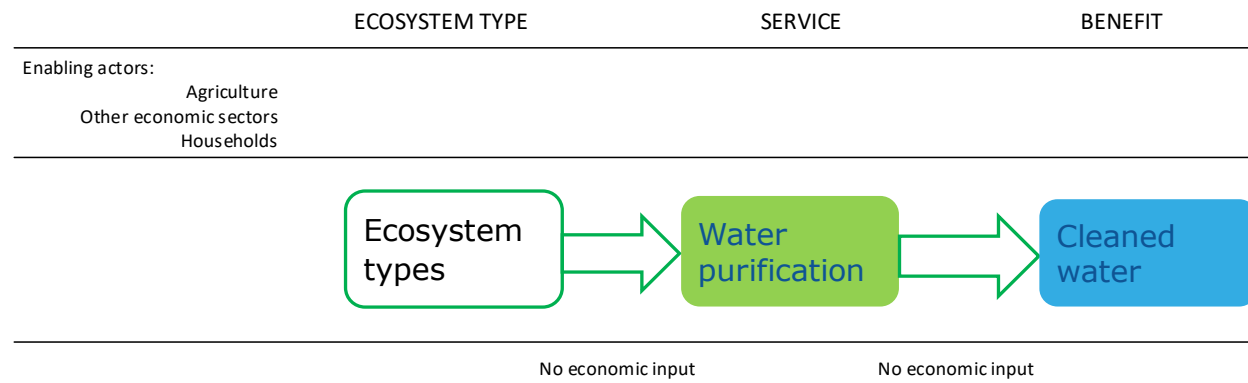 ECOSYSTEM TYPE SERVICE BENEFIT
Enabling actors:
Agriculture
Other economic sectors
Households
Ecosystem
types
Water
purification
Cleaned
water
No economic input No economic input